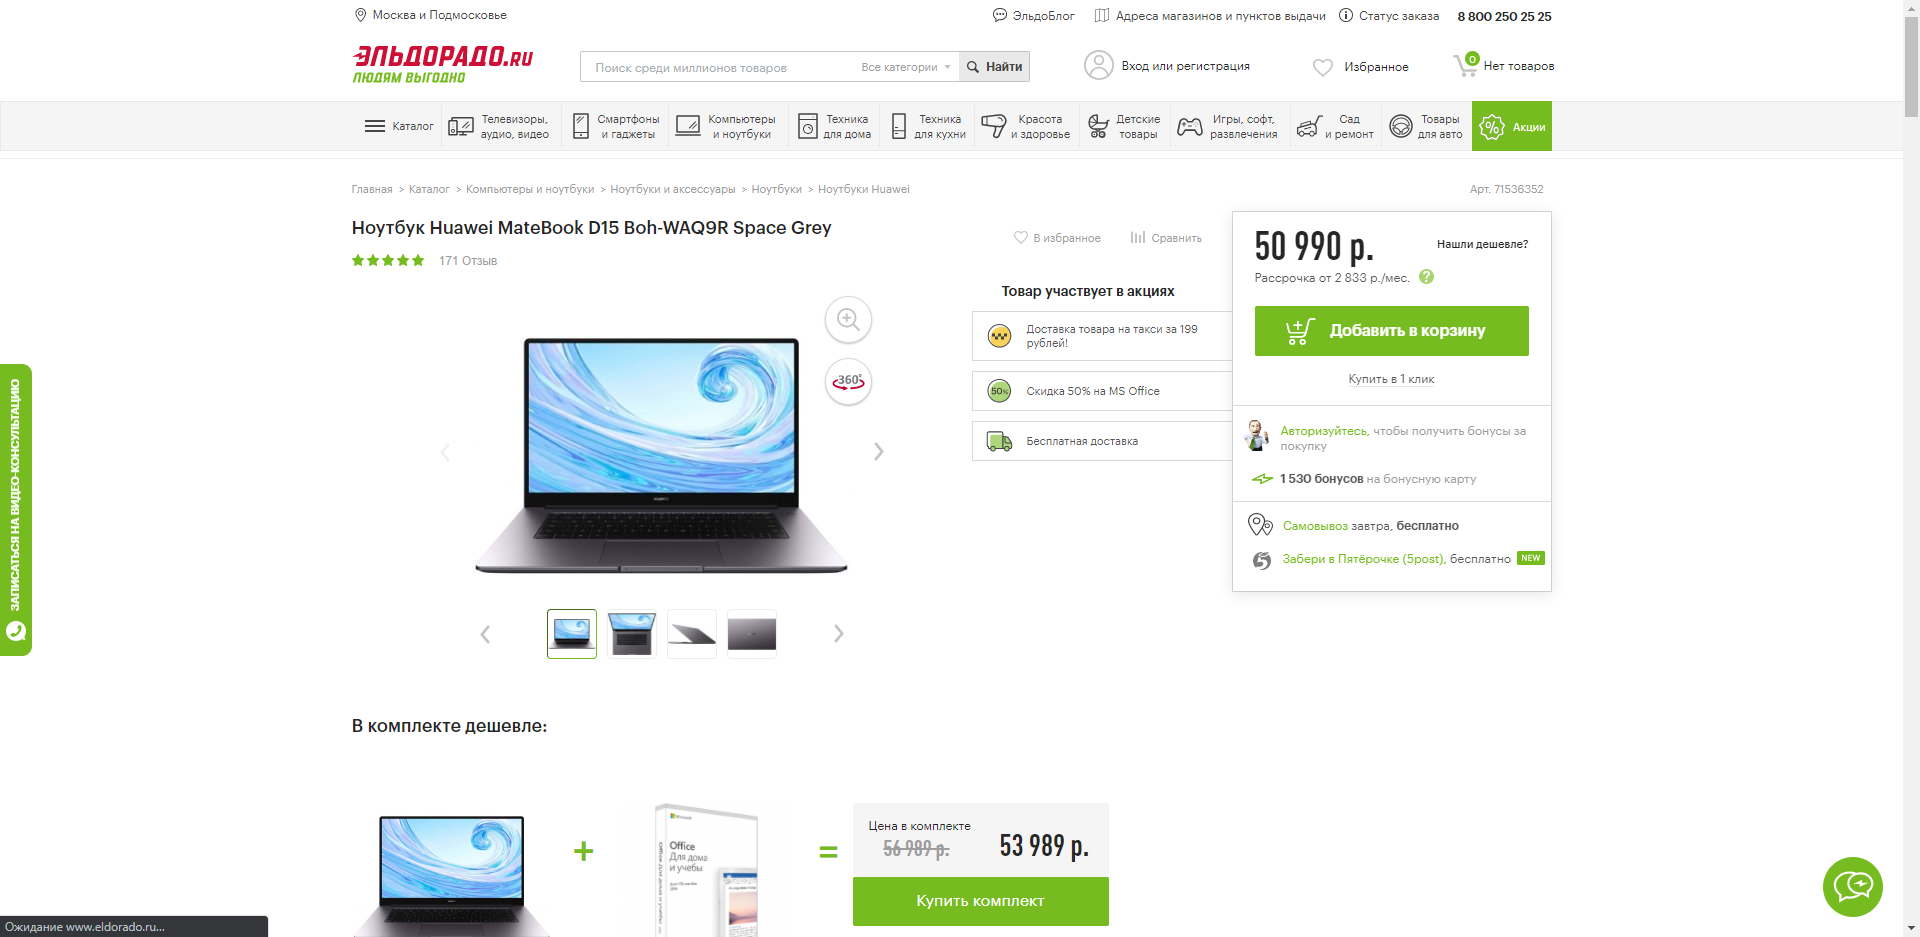 Москва и Подмосковье
ЭльдоБлог
Адреса магазинов и пунктов выдачи
Статус заказа
8 800 250 25 25
ЭЛЬДОРАДО.RU
ЛЮДЯМ ВЫГОДНО
Поиск среди миллионов товаров
Все категории
Найти
Вход или регистрация
Избранное
0
Нет товаров
Каталог
Телевизоры,
аудио, видео
Смартфоны
и гаджеты
Компьютеры
и ноутбуки
Техника
для дома
Техника
для кухни
Красота
и здоровье
Детские
товары
Игры, софт,
развлечения
Сад
и ремонт
Товары
для авто
Акции
Главная > Каталог > Компьютеры и ноутбуки > Ноутбуки и аксессуары > Ноутбуки > Ноутбуки Huawei
Арт. 71536352
Ноутбук Huawei MateBook D15 Boh-WAQ9R Space Grey
171 Отзыв
В избранное
Сравнить
Товар участвует в акциях
Доставка товара на такси за 199
рублей!
50%
Скидка 50% на MS Office
Бесплатная доставка
50 990 р.
Нашли дешевле?
Рассрочка от 2 833 р./мес.
?
Добавить в корзину
Купить в 1 клик
Авторизуйтесь, чтобы получить бонусы за
покупку
1 530 бонусов на бонусную карту
Самовывоз завтра, бесплатно
Забери в Пятёрочке (5post), бесплатно
NEW
360°
HUAWEI
ЗАПИСАТЬСЯ НА ВИДЕО-КОНСУЛЬТАЦИЮ
В комплекте дешевле:
+
Microsoft
Office
Для дома
и учебы
=
Цена в комплекте
56 989 р.
53 989 р.
Купить комплект
Ожидание www.eldorado.ru...